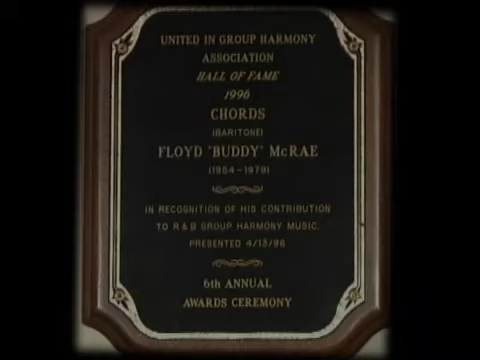 UNITED IN GROUP HARMONY
ASSOCIATION
HALL OF FAME
1996
CHORDS
(BARITONE)
FLOYD "BUDDY" McRAE
(1954-1979)
IN RECOGNITION OF HIS CONTRIBUTION
TO R & B GROUP HARMONY MUSIC.
PRESENTED 4/13/96
6th ANNUAL
AWARDS CEREMONY